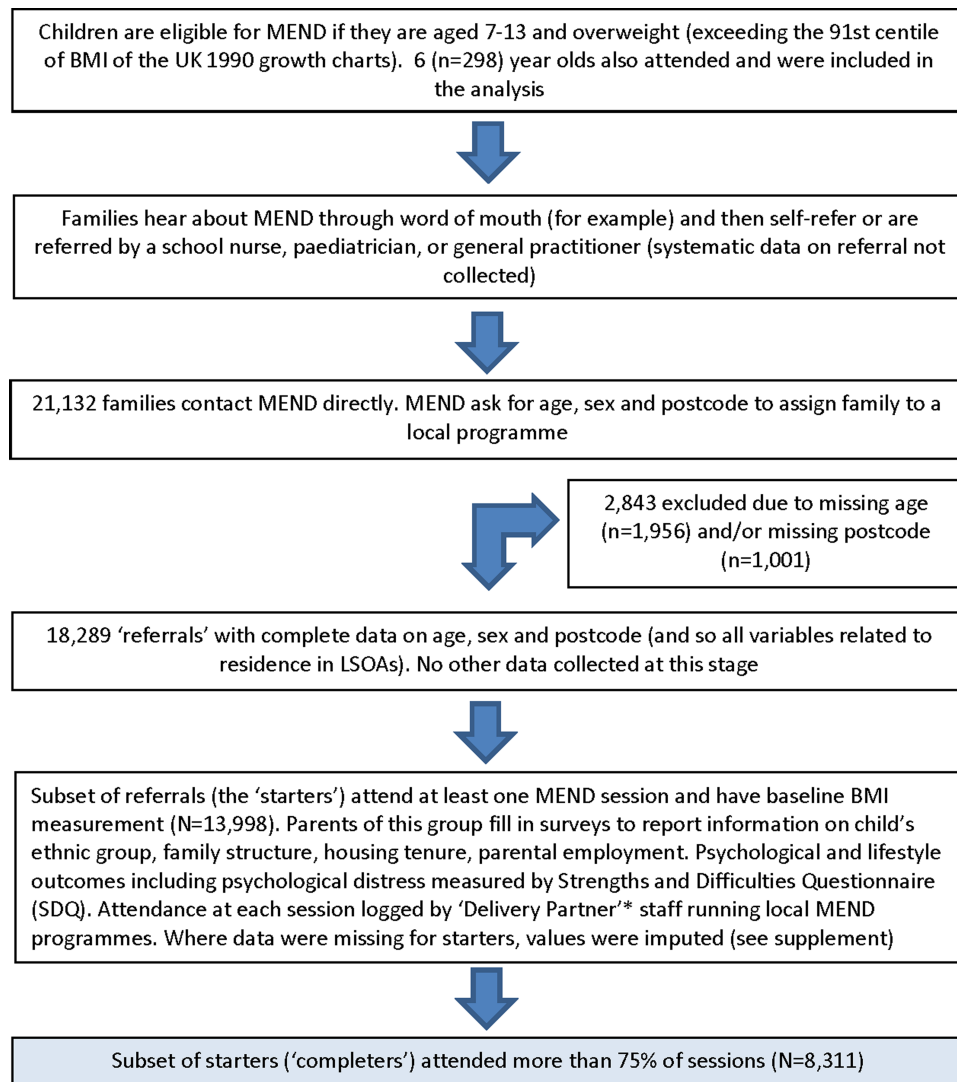 Children are eligible for MEND if they are aged 7-13 and overweight (exceeding the 91st centile
of BMI of the UK 1990 growth charts).  6 (n=298) year olds also attended and were included in
the analysis
Families hear about MEND through word of mouth (for example) and then self-refer or are
referred by a school nurse, paediatrician, or general practitioner (systematic data on referral not
collected)
21,132 families contact MEND directly. MEND ask for age, sex and postcode to assign family to a
local programme
2,843 excluded due to missing age
(n=1,956) and/or missing postcode
(n=1,001)
18,289 ‘referrals’ with complete data on age, sex and postcode (and so all variables related to
residence in LSOAs). No other data collected at this stage
Subset of referrals (the ‘starters’) attend at least one MEND session and have baseline BMI
measurement (N=13,998). Parents of this group fill in surveys to report information on child’s
ethnic group, family structure, housing tenure, parental employment. Psychological and lifestyle
outcomes including psychological distress measured by Strengths and Difficulties Questionnaire
(SDQ). Attendance at each session logged by ‘Delivery Partner’* staff running local MEND
programmes. Where data were missing for starters, values were imputed (see supplement)
Subset of starters (‘completers’) attended more than 75% of sessions (N=8,311)